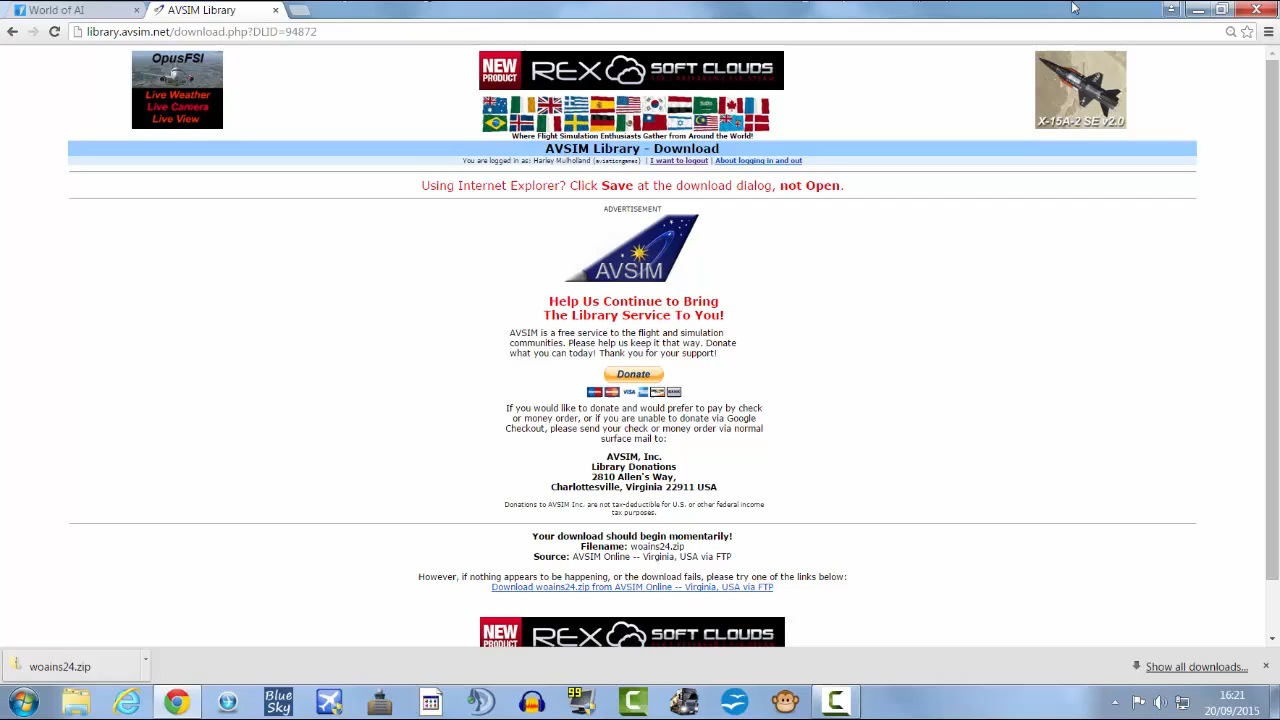 World of AI
AVSIM Library
library.avsim.net/download.php?DLID=94872
OpusFSI
Live Weather
Live Camera
Live View
NEW PRODUCT REX SOFT CLOUDS
X-15A-2 SE v2.0
Where Flight Simulation Enthusiasts Gather from Around the World!
AVSIM Library - Download
You are logged in as: Harley Mulholland (aviationgames) | I want to logout | About logging in and out
Using Internet Explorer? Click Save at the download dialog, not Open.
ADVERTISEMENT
AVSIM
Help Us Continue to Bring
The Library Service To You!
AVSIM is a free service to the flight and simulation
communities. Please help us keep it that way. Donate
what you can today! Thank you for your support!
Donate
VISA
If you would like to donate and would prefer to pay by check
or money order, or if you are unable to donate via Google
Checkout, please send your check or money order via normal
surface mail to:
AVSIM, Inc.
Library Donations
2810 Allen's Way,
Charlottesville, Virginia 22911 USA
Donations to AVSIM Inc. are not tax-deductible for U.S. or other federal income
tax purposes.
Your download should begin momentarily!
Filename: woains24.zip
Source: AVSIM Online -- Virginia, USA via FTP
However, if nothing appears to be happening, or the download fails, please try one of the links below:
Download woains24.zip from AVSIM Online -- Virginia, USA via FTP
NEW PRODUCT REX SOFT CLOUDS
woains24.zip
Show all downloads...
Blue Sky
99
16:21
20/09/2015